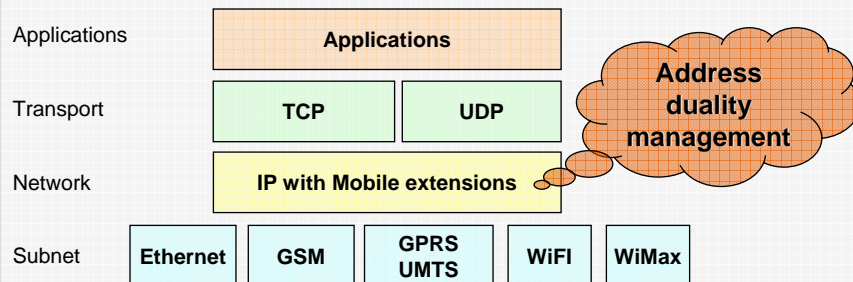 Applications
Applications
Address
duality
management
Transport
TCP
UDP
Network
IP with Mobile extensions
Subnet
Ethernet
GSM
GPRS
UMTS
WiFI
WiMax